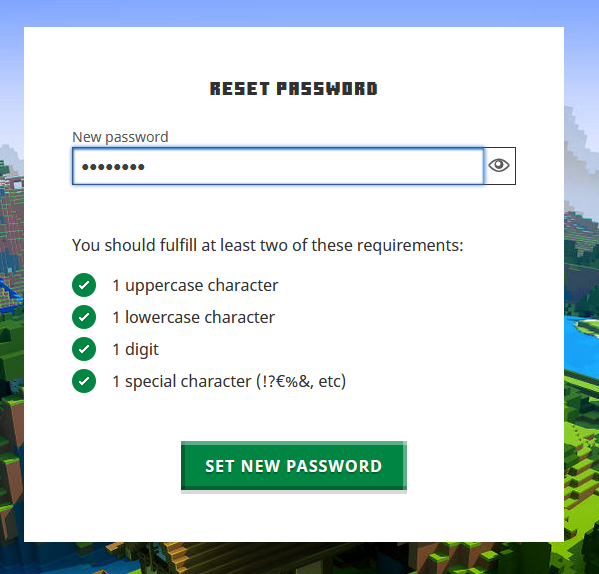 RESET PASSWORD
New password
••••••••
You should fulfill at least two of these requirements:
1 uppercase character
1 lowercase character
1 digit
1 special character (!?€%&, etc)
SET NEW PASSWORD